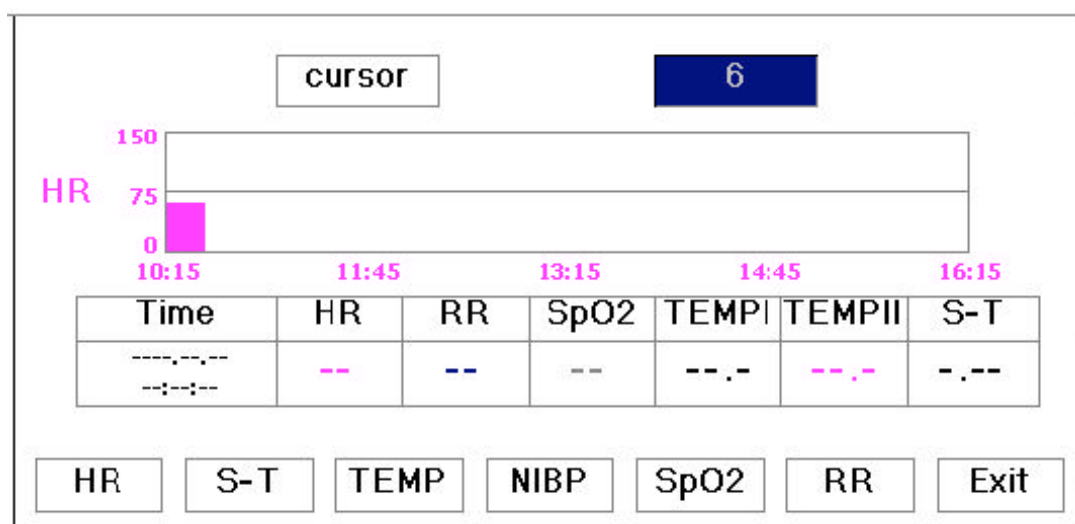 cursor 6
150
HR 75
0
10:15 11:45 13:15 14:45 16:15
Time HR RR SpO2 TEMPI TEMPII S-T
----.--.-- -- -- -- --.- --.- -.--
--:--:--
HR S-T TEMP NIBP SpO2 RR Exit